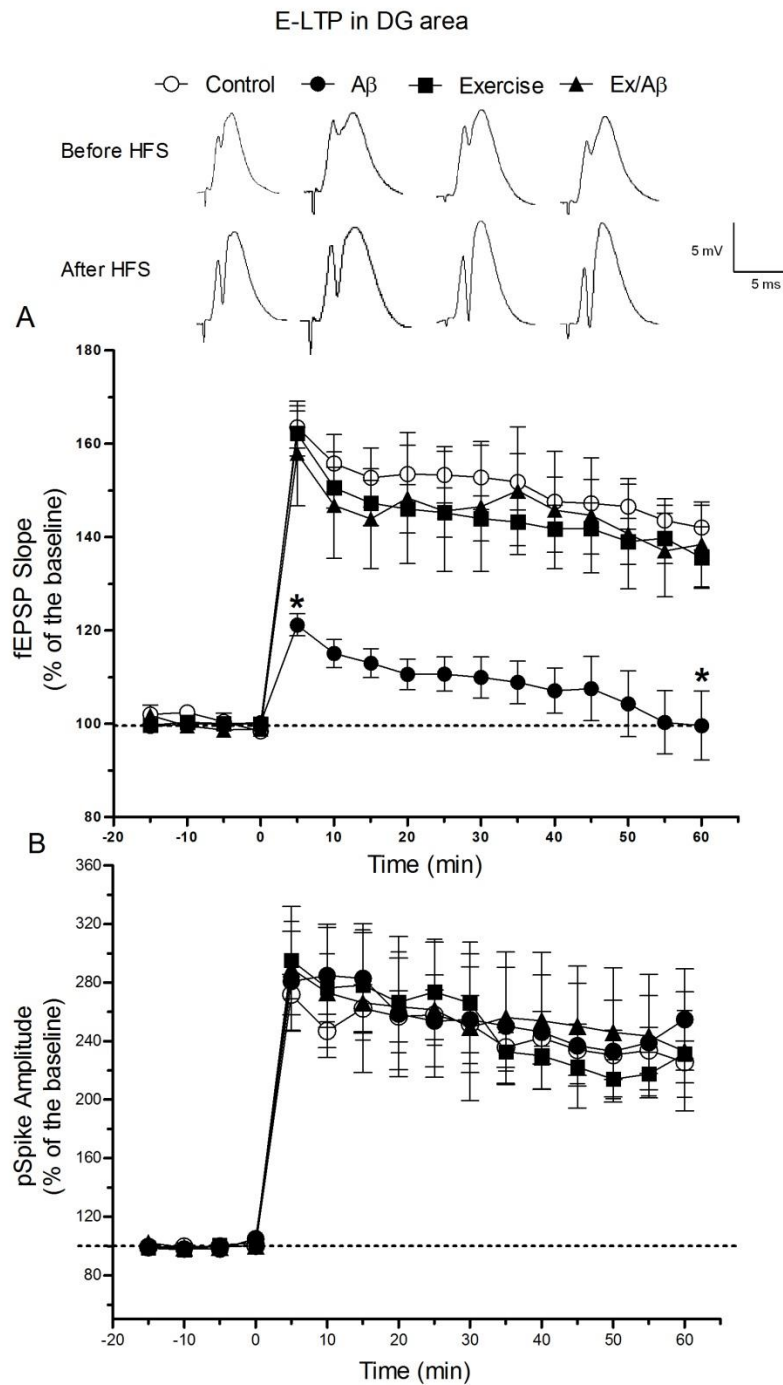 E-LTP in DG area
Control Aβ Exercise Ex/Aβ
Before HFS
After HFS
5 mV
5 ms
A
180
160
140
120
100
80
fEPSP Slope
(% of the baseline)
*
*
-20 -10 0 10 20 30 40 50 60
Time (min)
B
360
320
280
240
200
160
120
100
80
pSpike Amplitude
(% of the baseline)
-20 -10 0 10 20 30 40 50 60
Time (min)